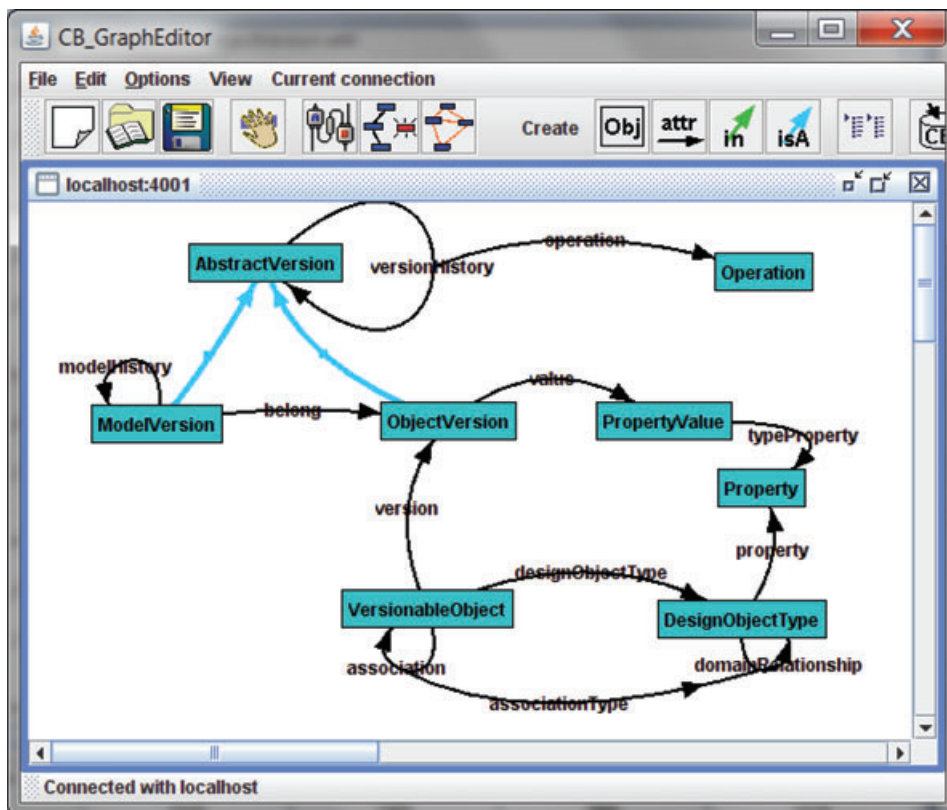 CB_GraphEditor
File Edit Options View Current connection
Create Obj attr in isA CB
localhost:4001
AbstractVersion
versionHistory
operation
Operation
modelHistory
ModelVersion
belong
ObjectVersion
value
PropertyValue
typeProperty
Property
version
property
designObjectType
VersionableObject
DesignObjectType
association
domainRelationship
associationType
Connected with localhost